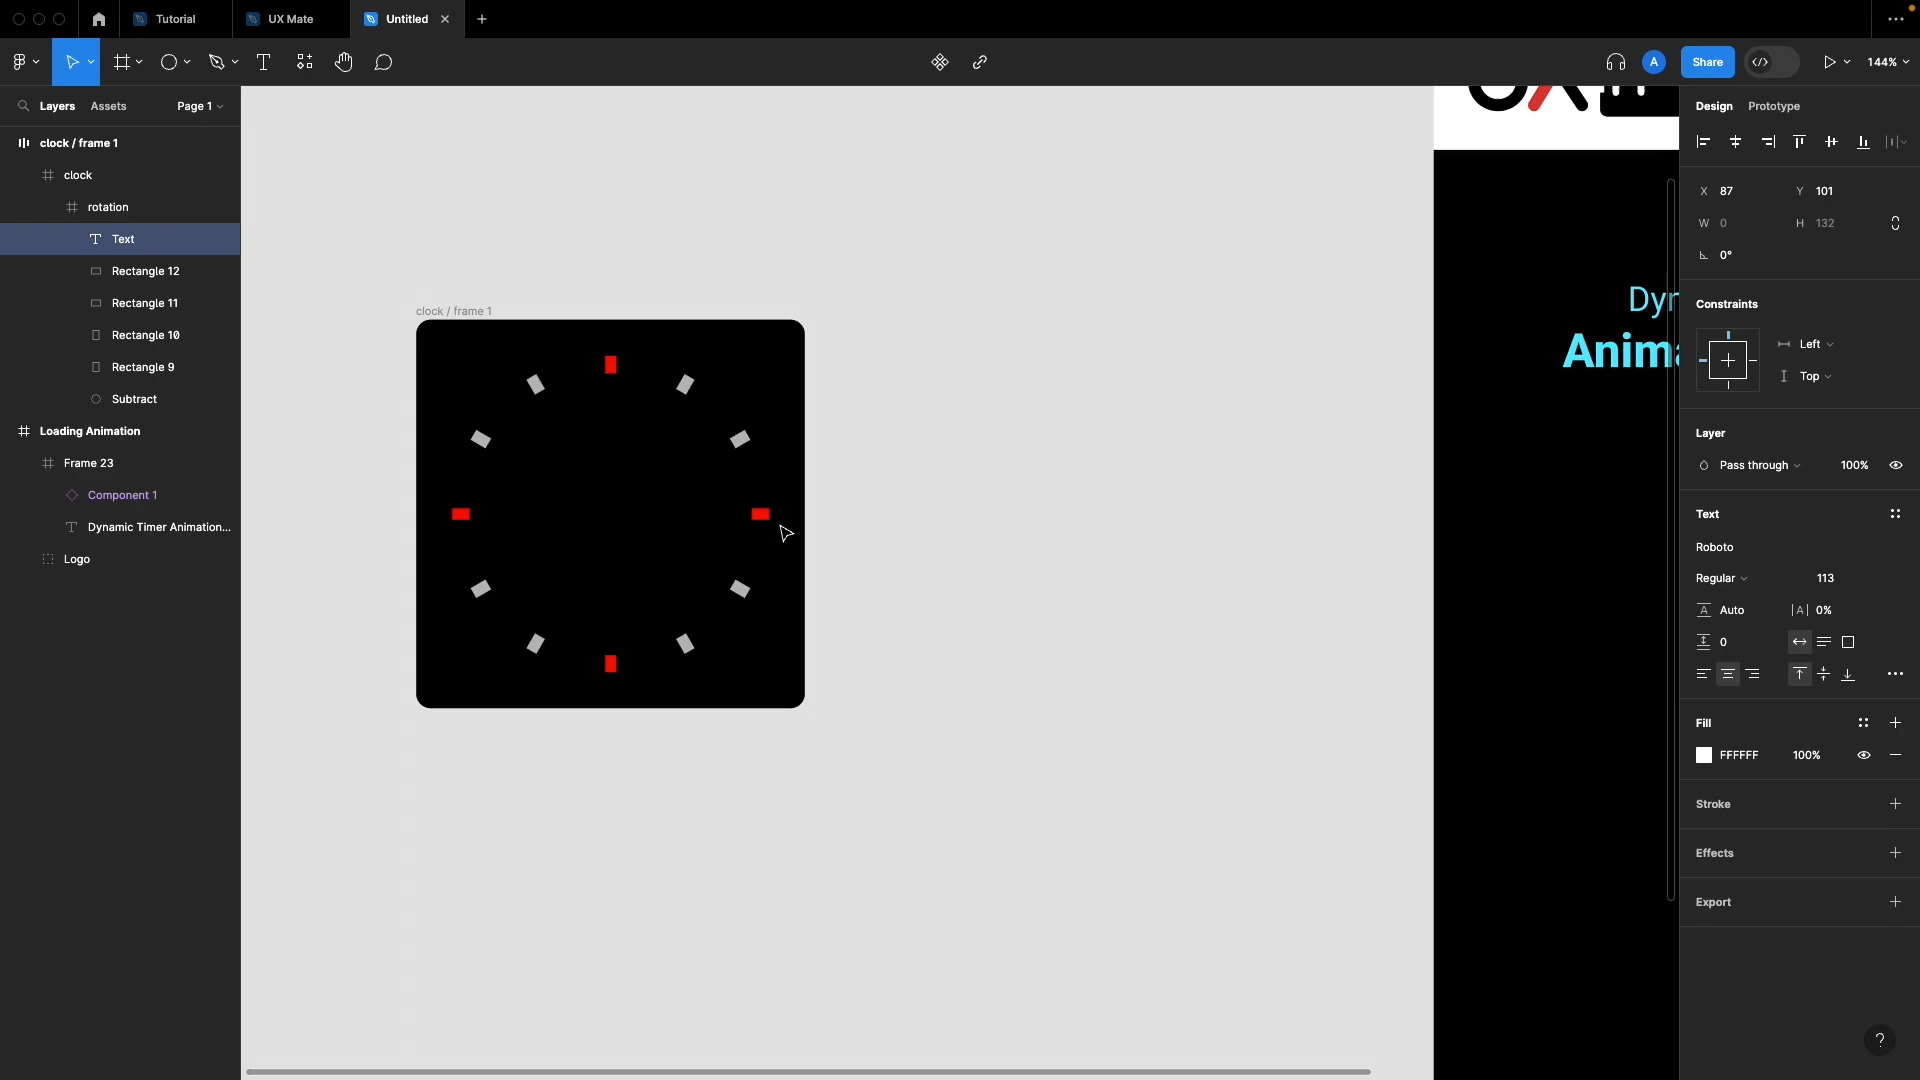 Tutorial
UX Mate
Untitled
A
Share
144%
Layers
Assets
Page 1
clock / frame 1
clock
rotation
Text
Rectangle 12
Rectangle 11
Rectangle 10
Rectangle 9
Subtract
Loading Animation
Frame 23
Component 1
Dynamic Timer Animation...
Logo
clock / frame 1
Dyn
Anima
Design
Prototype
X 87
Y 101
W 0
H 132
0°
Constraints
Left
Top
Layer
Pass through
100%
Text
Roboto
Regular
113
A Auto
|A| 0%
0
Fill
FFFFFF
100%
Stroke
Effects
Export
?